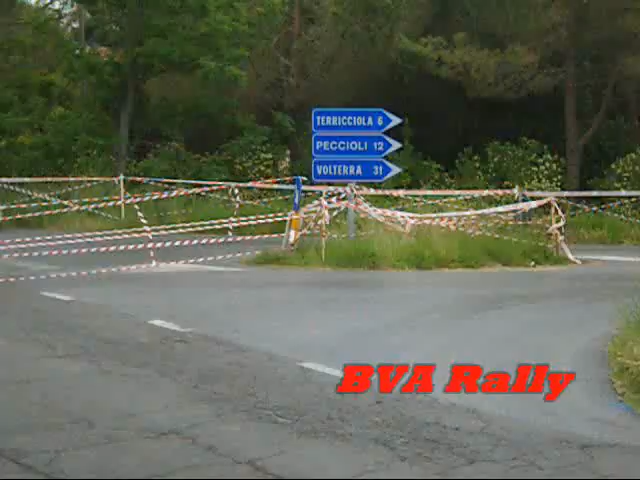 TERRICCIOLA 6
PECCIOLI 12
VOLTERRA 31
BVA Rally